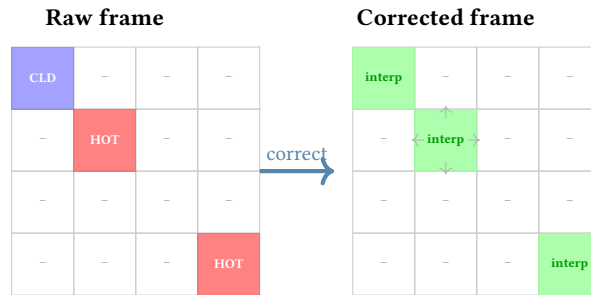 Raw frame
Corrected frame
CLD – – –
– HOT – –
– – – –
– – – HOT
correct
interp – – –
– interp – –
– – – –
– – – interp